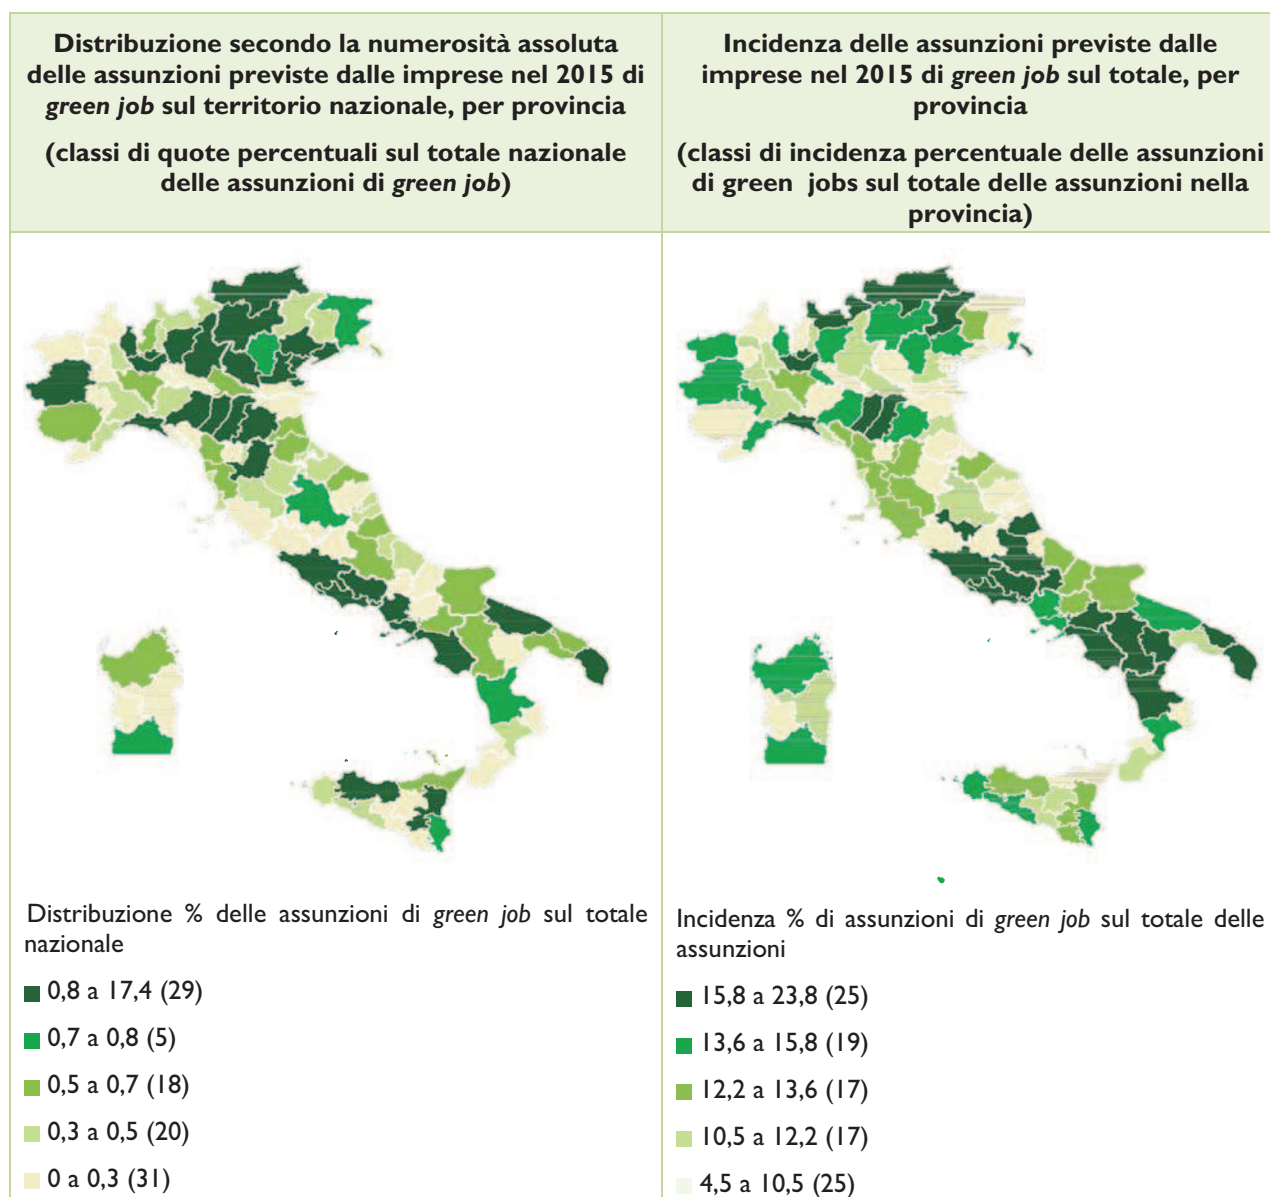 Distribuzione secondo la numerosità assoluta
delle assunzioni previste dalle imprese nel 2015 di
green job sul territorio nazionale, per provincia
(classi di quote percentuali sul totale nazionale
delle assunzioni di green job)
Incidenza delle assunzioni previste dalle
imprese nel 2015 di green job sul totale, per
provincia
(classi di incidenza percentuale delle assunzioni
di green jobs sul totale delle assunzioni nella
provincia)
Distribuzione % delle assunzioni di green job sul totale
nazionale
0,8 a 17,4 (29)
0,7 a 0,8 (5)
0,5 a 0,7 (18)
0,3 a 0,5 (20)
0 a 0,3 (31)
Incidenza % di assunzioni di green job sul totale delle
assunzioni
15,8 a 23,8 (25)
13,6 a 15,8 (19)
12,2 a 13,6 (17)
10,5 a 12,2 (17)
4,5 a 10,5 (25)